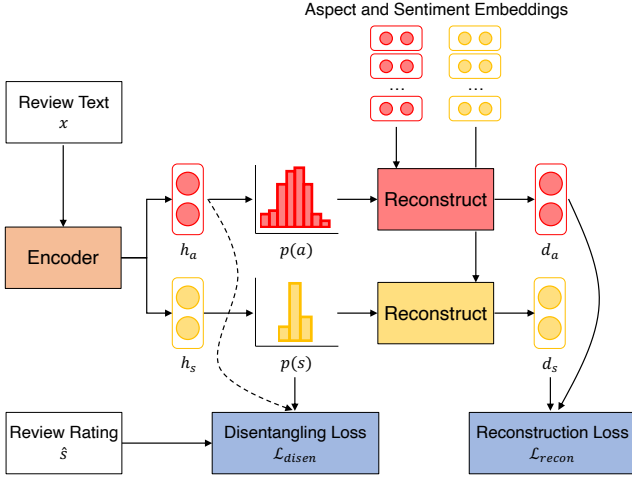 Aspect and Sentiment Embeddings
...
...
Review Text
x
Encoder
h_a
p(a)
Reconstruct
d_a
h_s
p(s)
Reconstruct
d_s
Review Rating
ŝ
Disentangling Loss
ℒ_disen
Reconstruction Loss
ℒ_recon